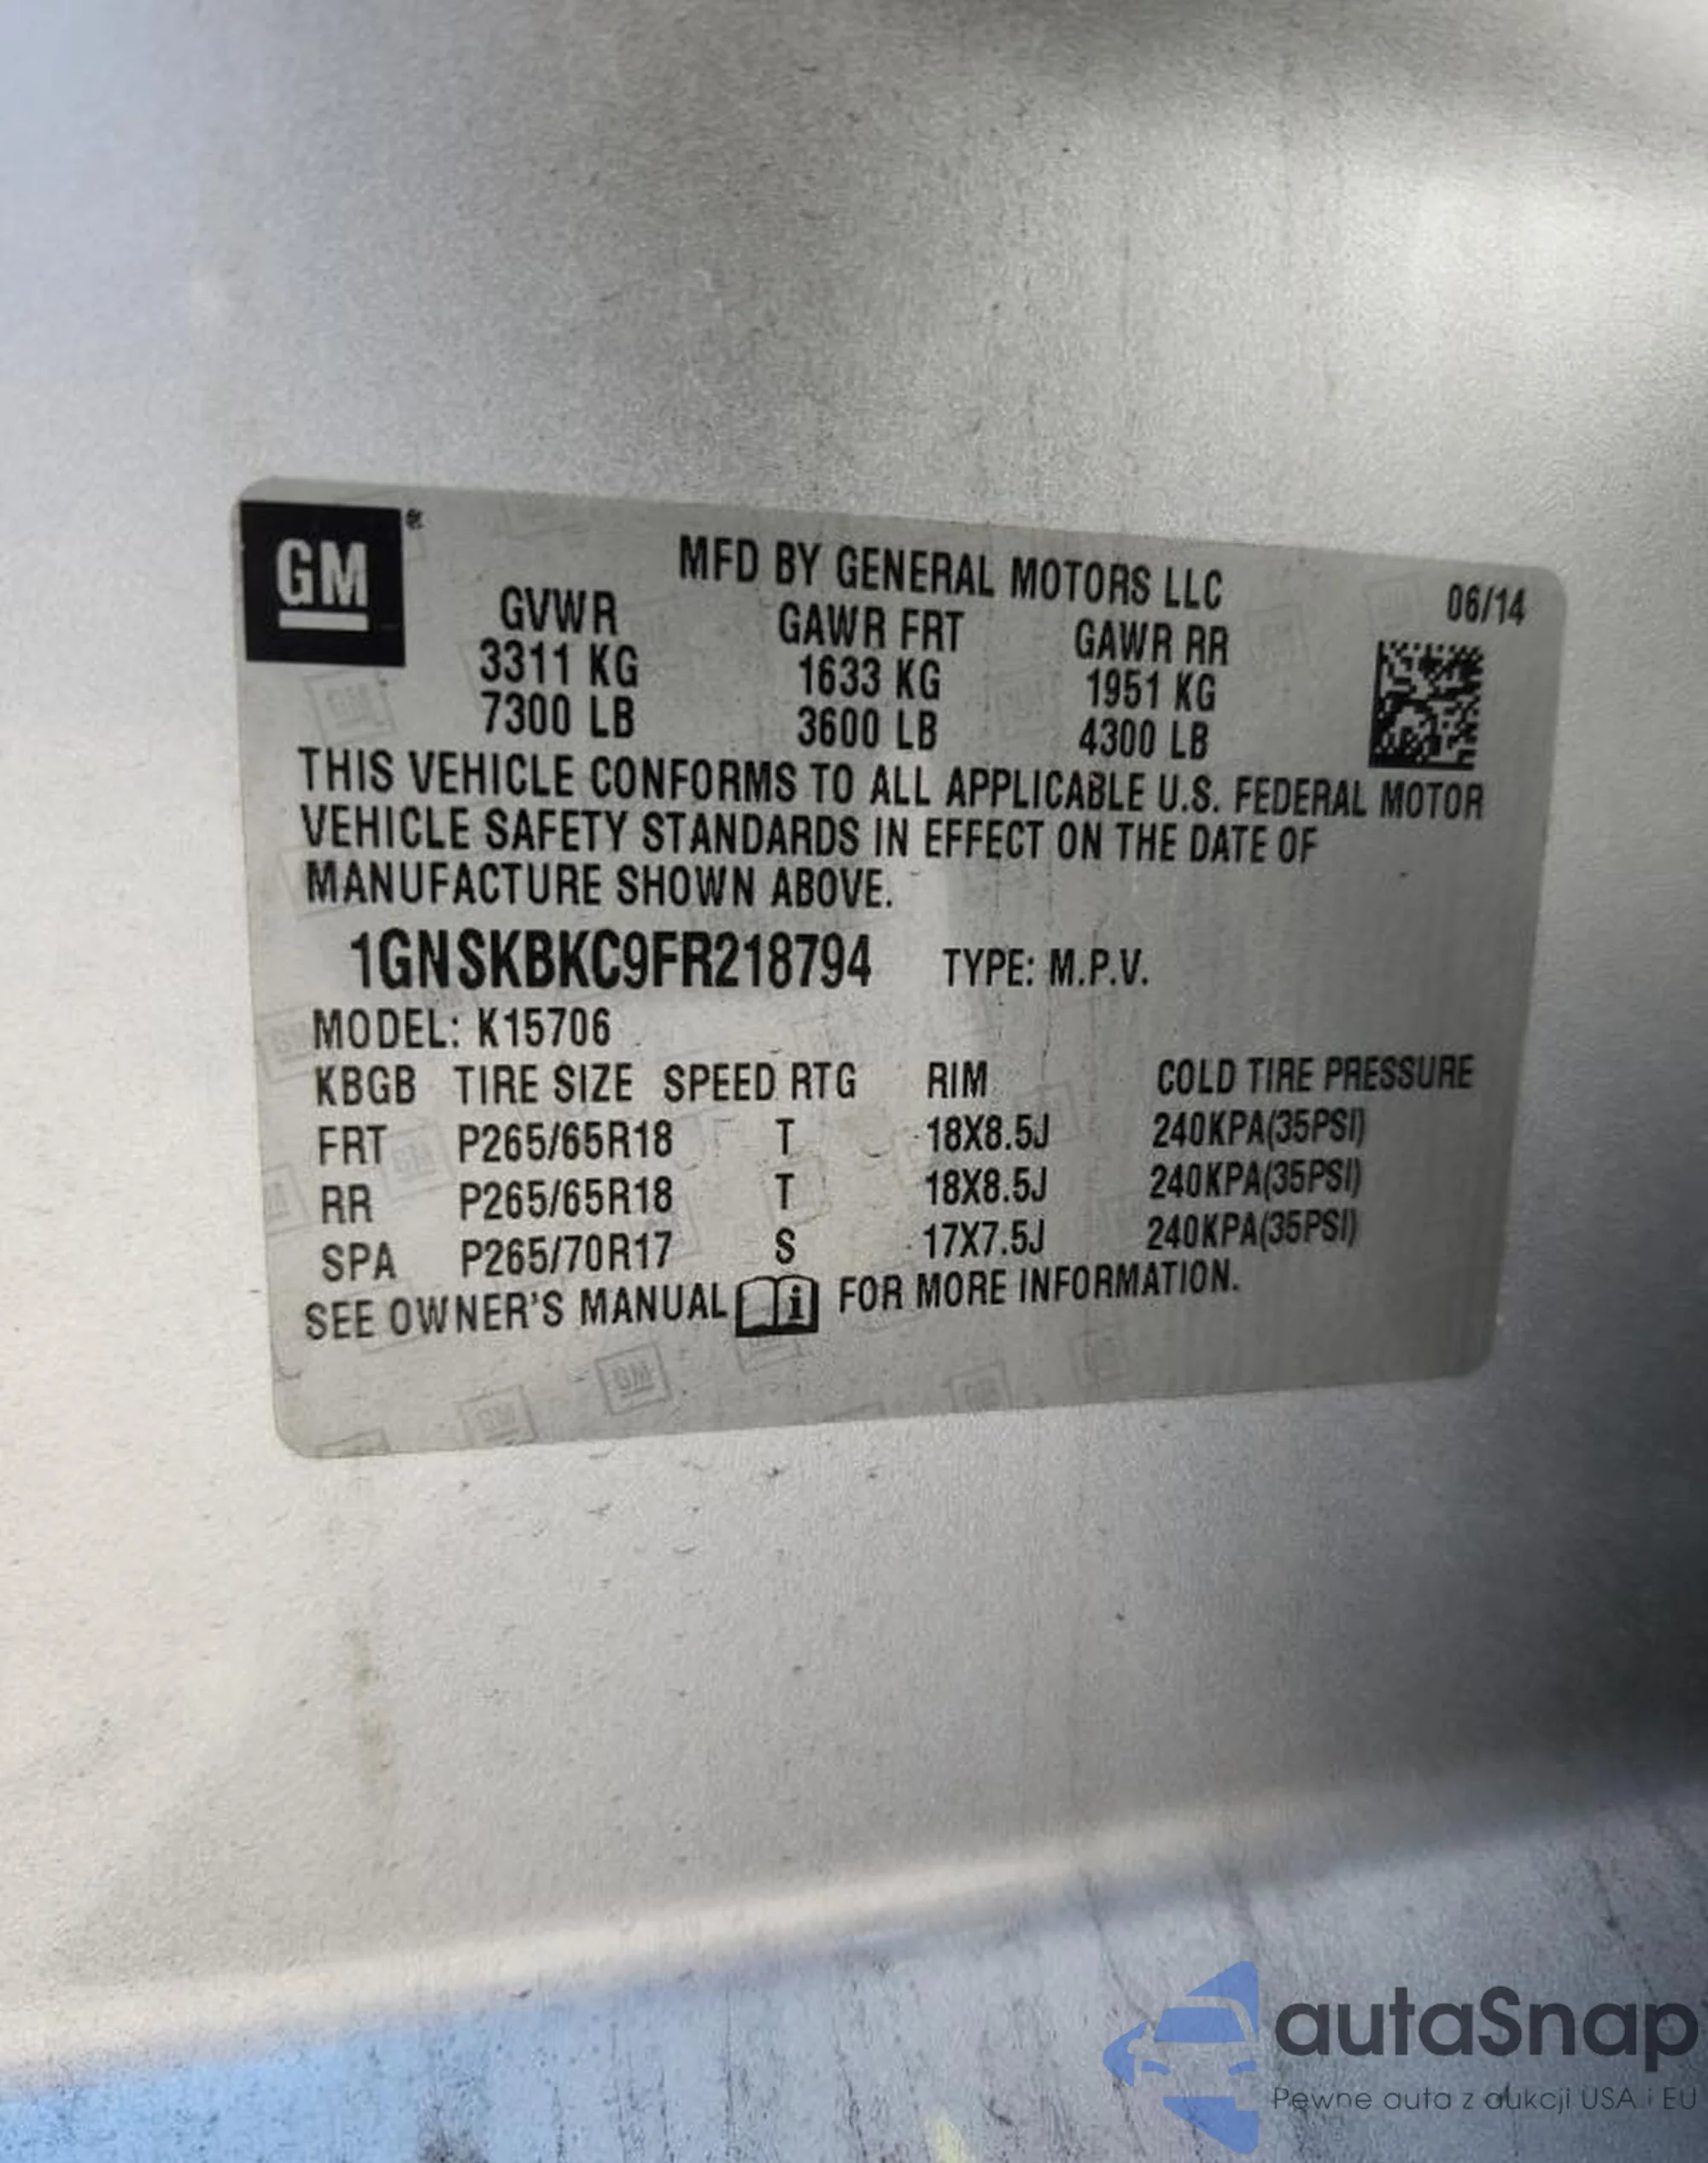 GM
MFD BY GENERAL MOTORS LLC
06/14
GVWR GAWR FRT GAWR RR
3311 KG 1633 KG 1951 KG
7300 LB 3600 LB 4300 LB
THIS VEHICLE CONFORMS TO ALL APPLICABLE U.S. FEDERAL MOTOR
VEHICLE SAFETY STANDARDS IN EFFECT ON THE DATE OF
MANUFACTURE SHOWN ABOVE.
1GNSKBKC9FR218794 TYPE: M.P.V.
MODEL: K15706
KBGB TIRE SIZE SPEED RTG RIM COLD TIRE PRESSURE
FRT P265/65R18 T 18X8.5J 240KPA(35PSI)
RR P265/65R18 T 18X8.5J 240KPA(35PSI)
SPA P265/70R17 S 17X7.5J 240KPA(35PSI)
SEE OWNER'S MANUAL i FOR MORE INFORMATION.
autaSnap
Pewne auta z aukcji USA i EU